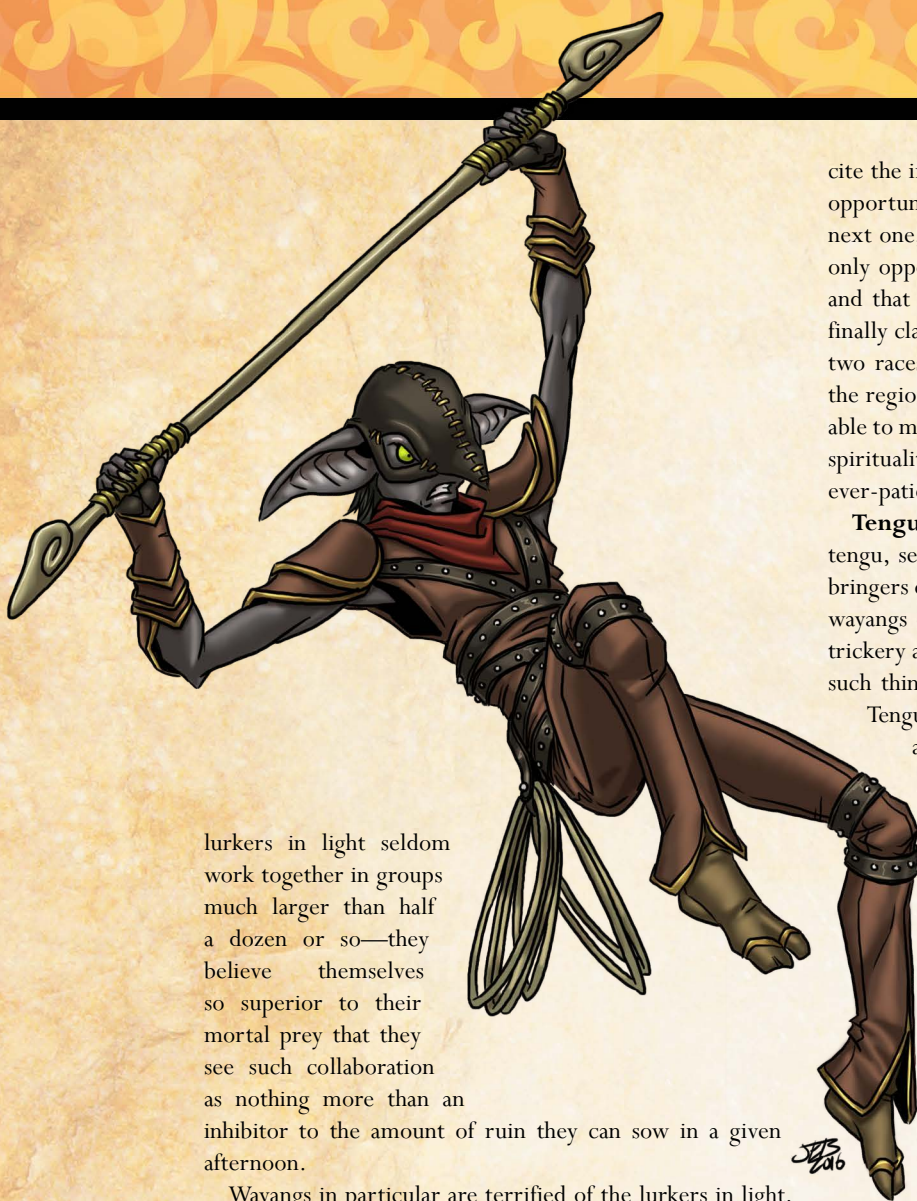 lurkers in light seldom
work together in groups
much larger than half
a dozen or so—they
believe themselves
so superior to their
mortal prey that they
see such collaboration
as nothing more than an
inhibitor to the amount of ruin they can sow in a given
afternoon.
Wayangs in particular are terrified of the lurkers in light,
cite the
opportun
next one
only opp
and that
finally cla
two races
the regio
able to m
spirituali
ever-patie
Tengu
tengu, se
bringers
wayangs
trickery a
such thin
Tengu
a
2016